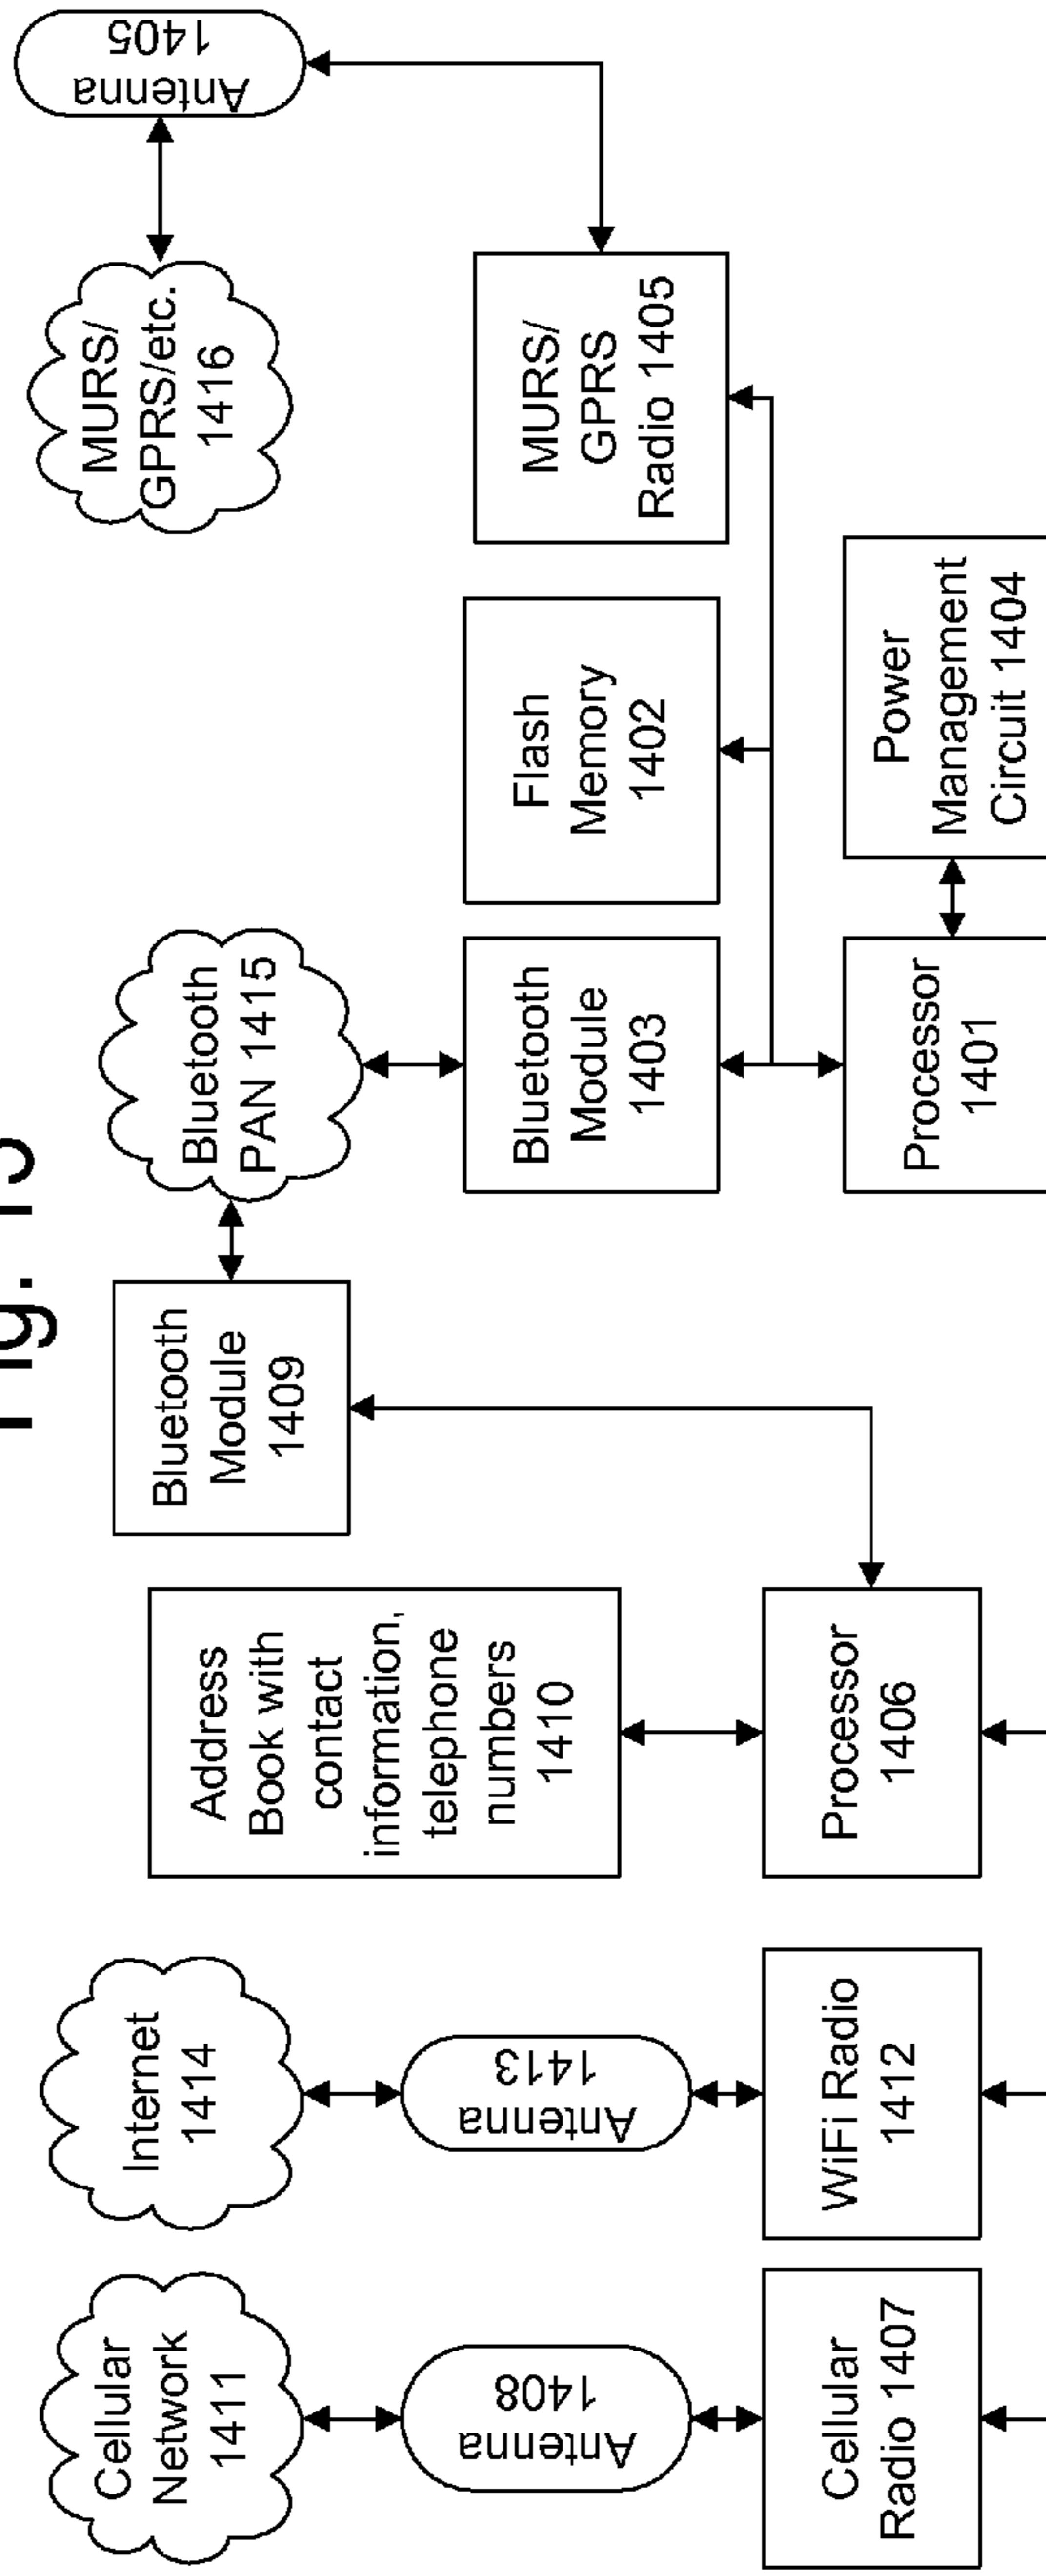 Fig.
Cellular
Network
1411
Internet
1414
Address
Book with
contact
information,
telephone
numbers
1410
Bluetooth
Module
1409
Bluetooth
PAN 1415
MURS/
GPRS/etc.
1416
Antenna
1405
Antenna
1408
Antenna
1413
Bluetooth
Module
1403
Flash
Memory
1402
MURS/
GPRS
Radio 1405
Cellular
Radio 1407
WiFi Radio
1412
Processor
1406
Processor
1401
Power
Management
Circuit 1404